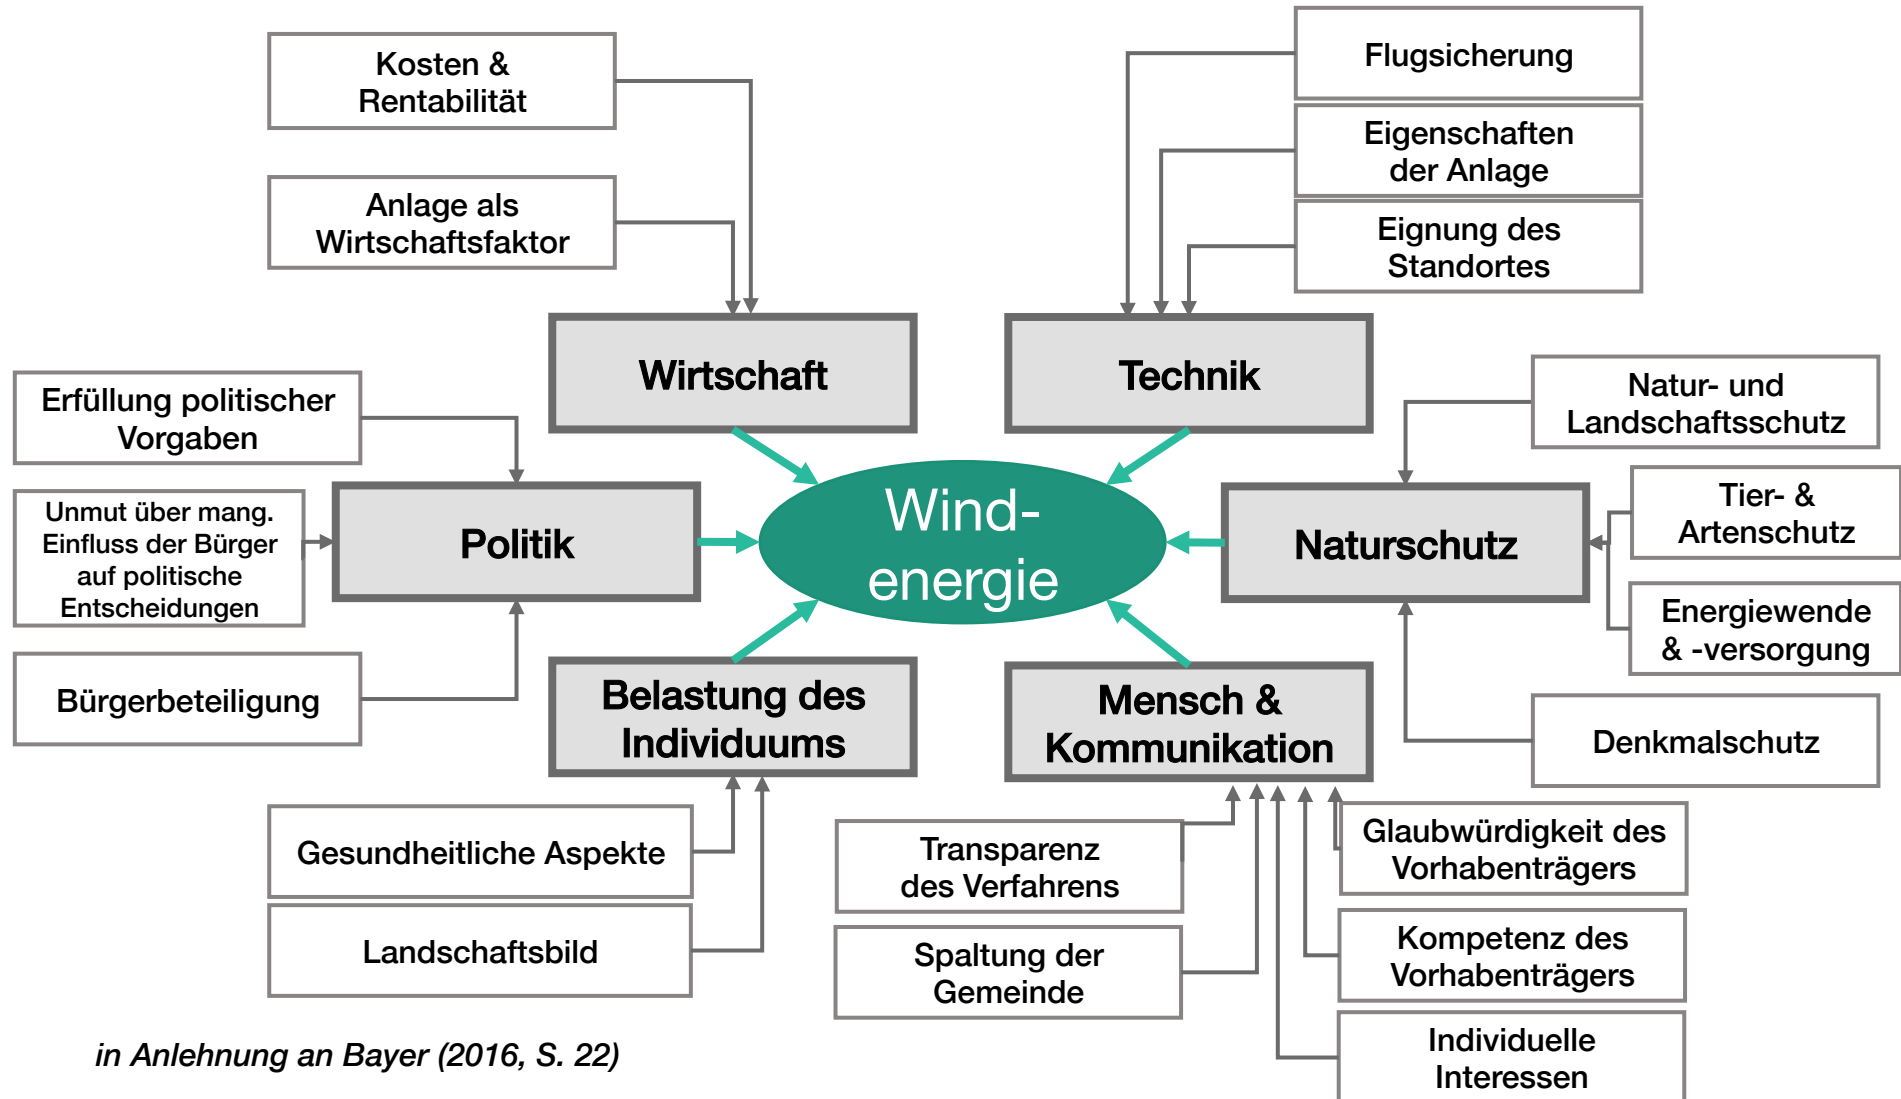 Kosten &
Rentabilität
Flugsicherung
Eigenschaften
der Anlage
Anlage als
Wirtschaftsfaktor
Eignung des
Standortes
Wirtschaft
Technik
Erfüllung politischer
Vorgaben
Natur- und
Landschaftsschutz
Unmut über mang.
Einfluss der Bürger
auf politische
Entscheidungen
Politik
Wind-
energie
Naturschutz
Tier- &
Artenschutz
Energiewende
& -versorgung
Bürgerbeteiligung
Belastung des
Individuums
Mensch &
Kommunikation
Denkmalschutz
Gesundheitliche Aspekte
Transparenz
des Verfahrens
Glaubwürdigkeit des
Vorhabenträgers
Landschaftsbild
Spaltung der
Gemeinde
Kompetenz des
Vorhabenträgers
Individuelle
Interessen
in Anlehnung an Bayer (2016, S. 22)